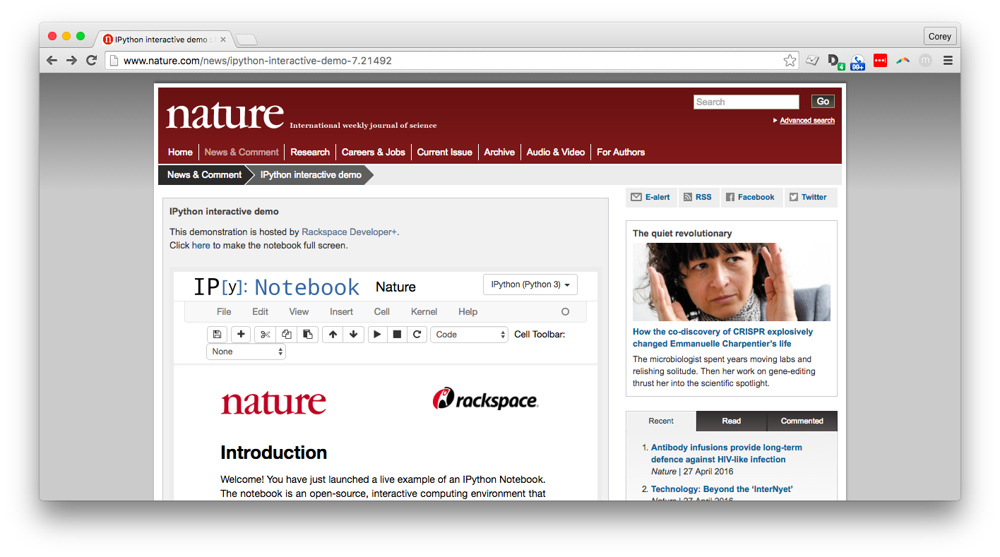 IPython interactive demo :
Corey
www.nature.com/news/ipython-interactive-demo-7.21492
4
99+
m
nature International weekly journal of science
Search
Go
Advanced search
Home News & Comment Research Careers & Jobs Current Issue Archive Audio & Video For Authors
News & Comment IPython interactive demo
E-alert RSS Facebook Twitter
IPython interactive demo
This demonstration is hosted by Rackspace Developer+.
Click here to make the notebook full screen.
IP[y]: Notebook Nature IPython (Python 3)
File Edit View Insert Cell Kernel Help
Code Cell Toolbar:
None
nature rackspace
Introduction
Welcome! You have just launched a live example of an IPython Notebook.
The notebook is an open-source, interactive computing environment that
The quiet revolutionary
How the co-discovery of CRISPR explosively
changed Emmanuelle Charpentier's life
The microbiologist spent years moving labs and
relishing solitude. Then her work on gene-editing
thrust her into the scientific spotlight.
Recent Read Commented
1. Antibody infusions provide long-term
defence against HIV-like infection
Nature | 27 April 2016
2. Technology: Beyond the ‘InterNyet’
Nature | 27 April 2016